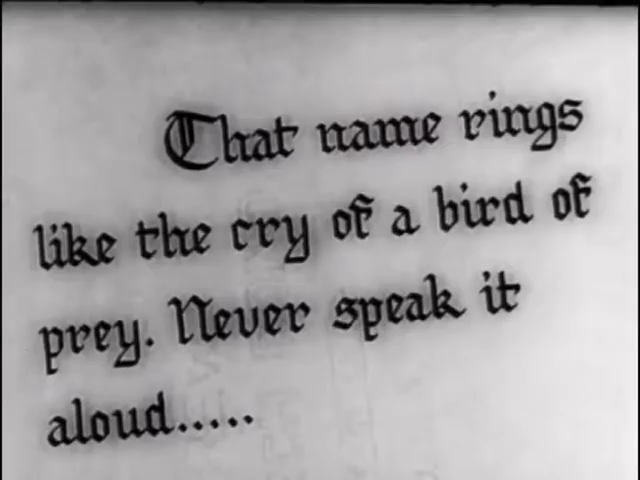 That name rings
like the cry of a bird of
prey. Never speak it
aloud.....